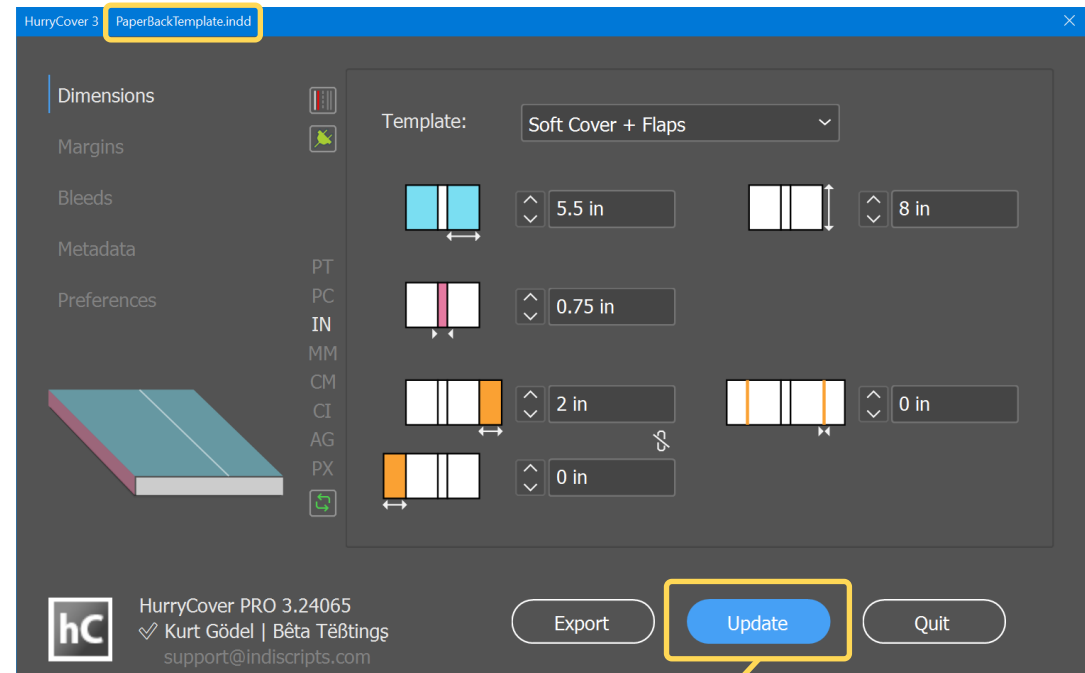 HurryCover 3
PaperBackTemplate.indd
Dimensions
Margins
Bleeds
Metadata
Preferences
PT
PC
IN
MM
CM
CI
AG
PX
Template:
Soft Cover + Flaps
5.5 in
8 in
0.75 in
2 in
0 in
0 in
hC
HurryCover PRO 3.24065
Kurt Gödel | Bêta Tëßtings̩
support@indiscripts.com
Export
Update
Quit